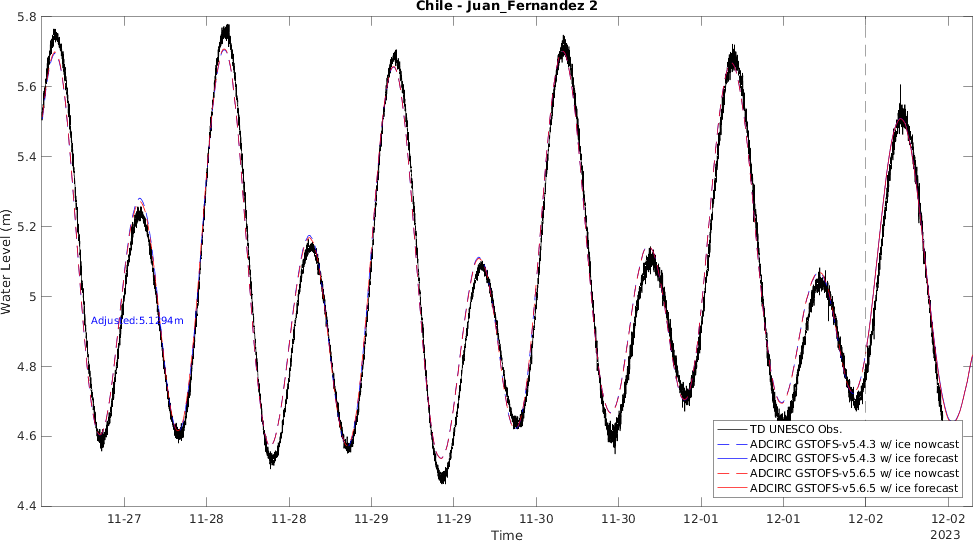 Chile - Juan_Fernandez 2
5.8
5.6
5.4
5.2
5
4.8
4.6
4.4
Water Level (m)
Adjusted:5.1294m
TD UNESCO Obs.
ADCIRC GSTOFS-v5.4.3 w/ ice nowcast
ADCIRC GSTOFS-v5.4.3 w/ ice forecast
ADCIRC GSTOFS-v5.6.5 w/ ice nowcast
ADCIRC GSTOFS-v5.6.5 w/ ice forecast
11-27 11-28 11-28 11-29 11-29 11-30 11-30 12-01 12-01 12-02 12-02
Time
2023